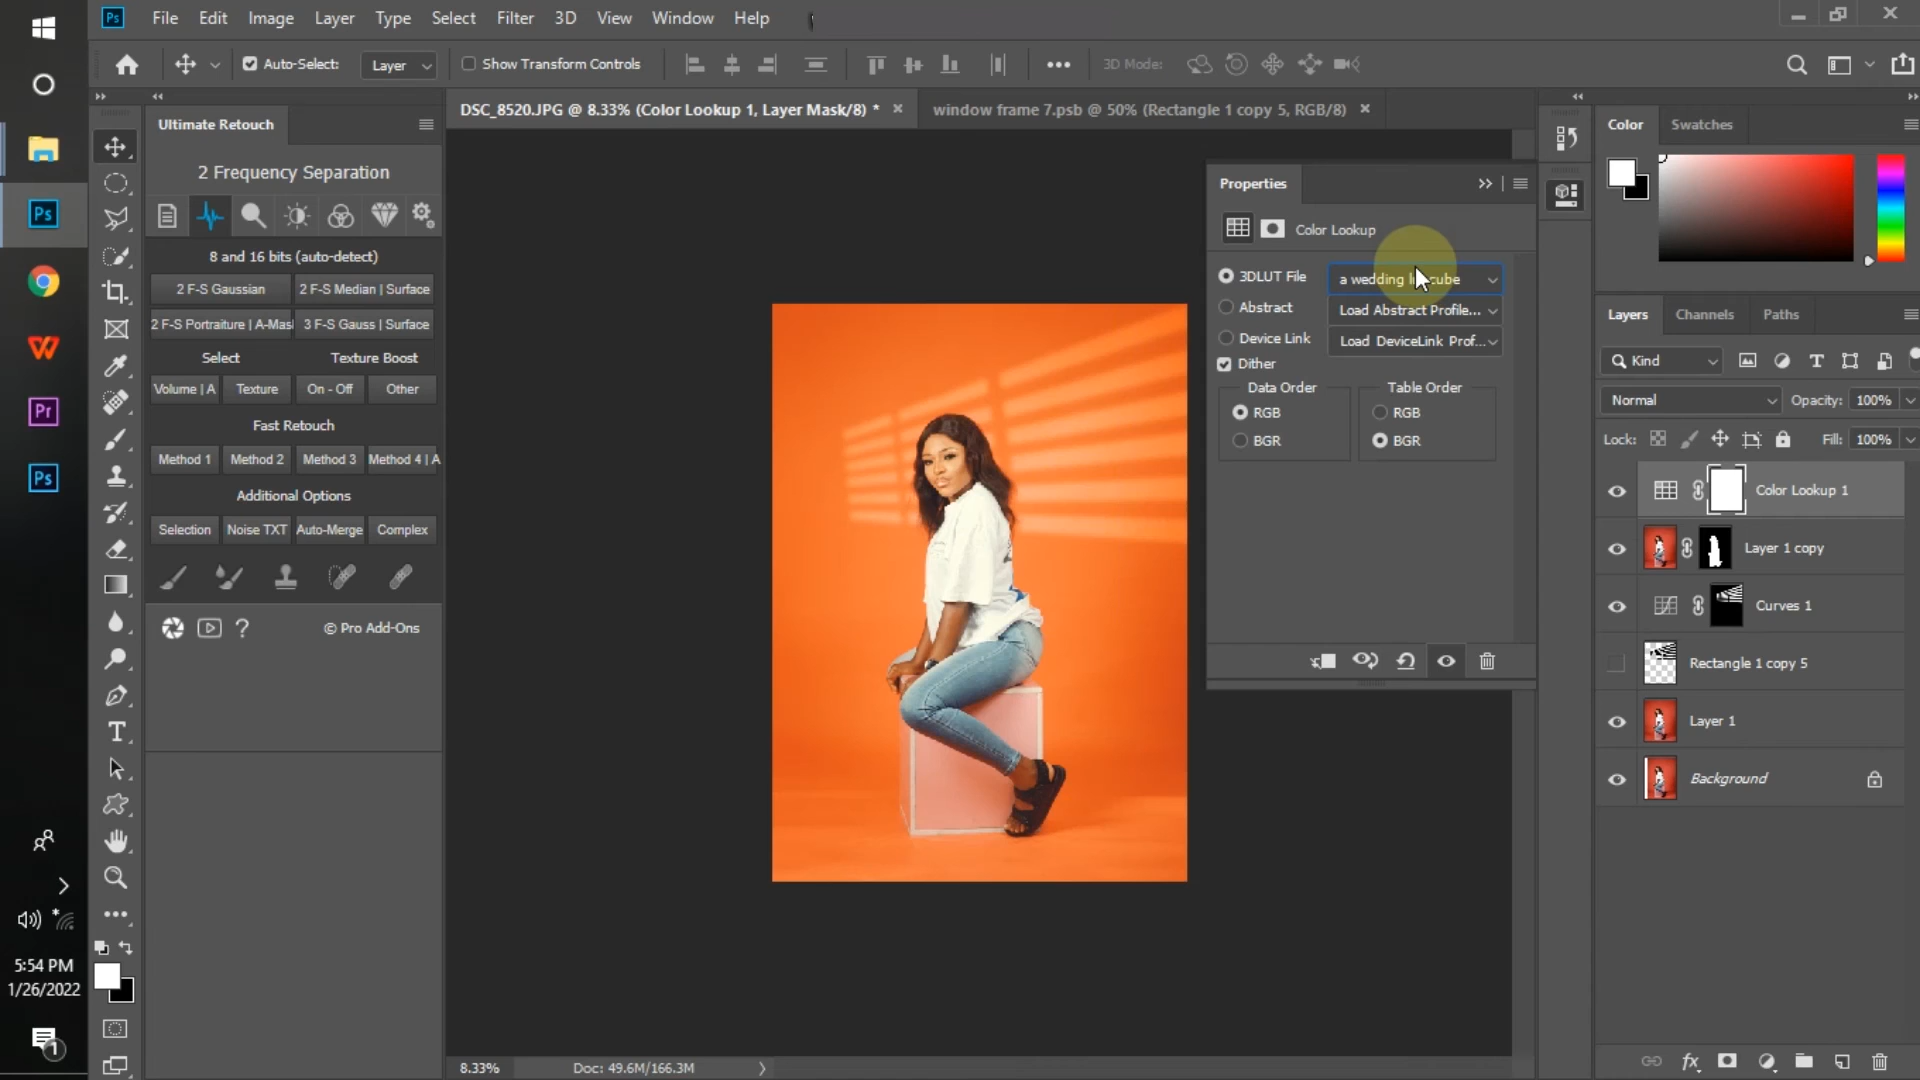 Ps File Edit Image Layer Type Select Filter 3D View Window Help
Auto-Select: Layer Show Transform Controls 3D Mode:
Ultimate Retouch
2 Frequency Separation
8 and 16 bits (auto-detect)
2 F-S Gaussian 2 F-S Median | Surface
2 F-S Portraiture | A-Mas 3 F-S Gauss | Surface
Select Texture Boost
Volume | A Texture On - Off Other
Fast Retouch
Method 1 Method 2 Method 3 Method 4 | A
Additional Options
Selection Noise TXT Auto-Merge Complex
? © Pro Add-Ons
DSC_8520.JPG @ 8.33% (Color Lookup 1, Layer Mask/8) * window frame 7.psb @ 50% (Rectangle 1 copy 5, RGB/8)
Properties
Color Lookup
3DLUT File a wedding cube
Abstract Load Abstract Profile...
Device Link Load DeviceLink Prof...
Dither
Data Order Table Order
RGB RGB
BGR BGR
Color Swatches
Layers Channels Paths
Kind
Normal Opacity: 100%
Lock: Fill: 100%
Color Lookup 1
Layer 1 copy
Curves 1
Rectangle 1 copy 5
Layer 1
Background
fx
Ps
Pr
Ps
5:54 PM
1/26/2022
1
8.33% Doc: 49.6M/166.3M